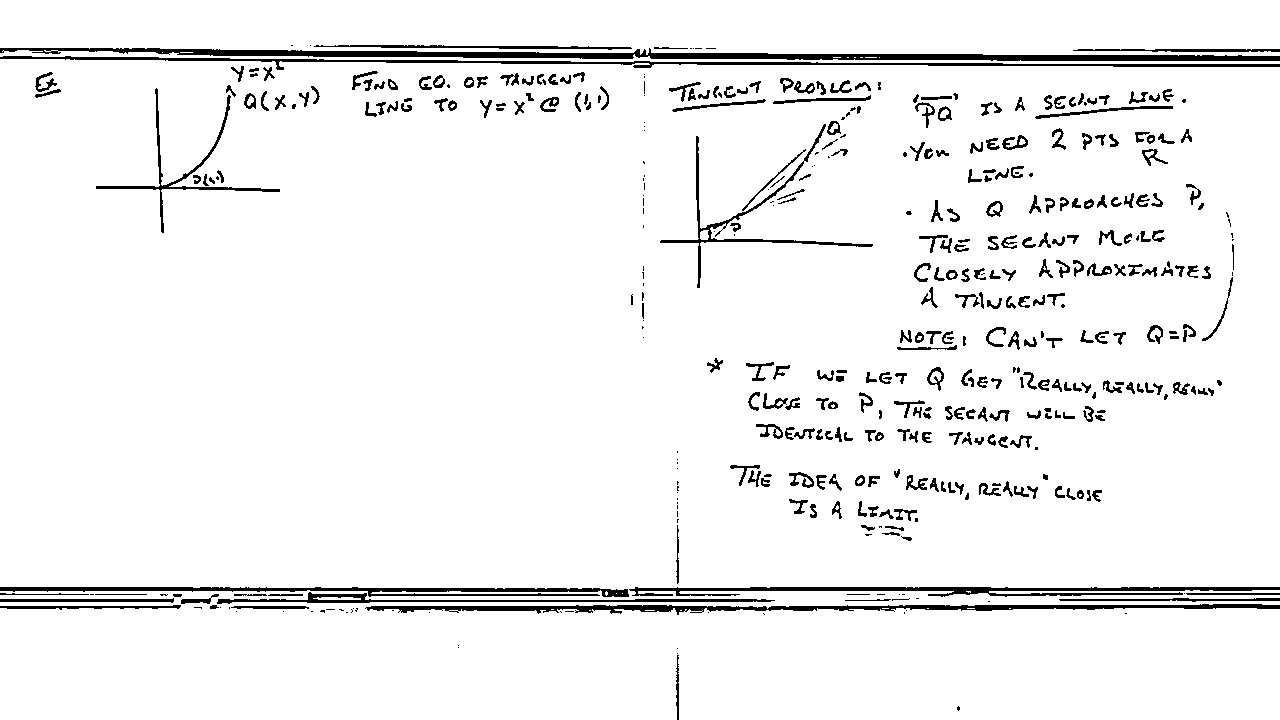 Ex
Y = X²
Q(X,Y)
P(1,1)
FIND EQ. OF TANGENT
LINE TO Y = X² @ (1,1)
TANGENT PROBLEM:
Q
P
"PQ" IS A SECANT LINE.
• YOU NEED 2 PTS FOR A
LINE.
• AS Q APPROACHES P,
THE SECANT MORE
CLOSELY APPROXIMATES
A TANGENT.
NOTE: CAN'T LET Q=P
* IF WE LET Q GET "REALLY, REALLY, REALLY"
CLOSE TO P, THE SECANT WILL BE
IDENTICAL TO THE TANGENT.
THE IDEA OF "REALLY, REALLY" CLOSE
IS A LIMIT.